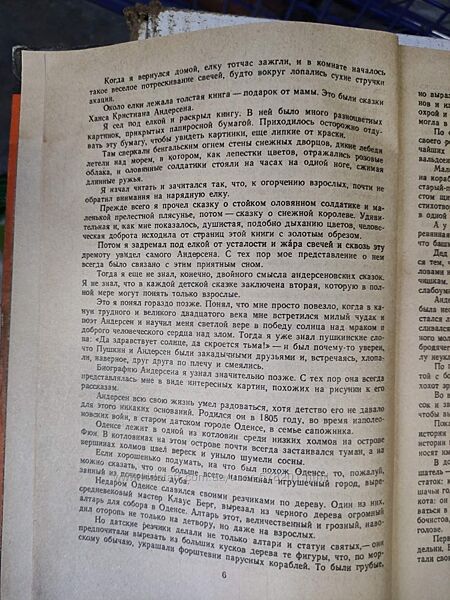 Когда я вернулся домой, елку тотчас зажгли, и в комнате началось
такое веселое потрескивание свечей, будто вокруг лопались сухие стручки
акации.
Около елки лежала толстая книга — подарок от мамы. Это были сказки
Ханса Кристиана Андерсена.
Я сел под елкой и раскрыл книгу. В ней было много разноцветных
картинок, прикрытых папиросной бумагой. Приходилось осторожно отду-
вать эту бумагу, чтобы увидеть картинки, еще липкие от краски.
Там сверкали бенгальским огнем стены снежных дворцов, дикие лебеди
летели над морем, в котором, как лепестки цветов, отражались розовые
облака, и оловянные солдатики стояли на часах на одной ноге, сжимая
длинные ружья.
Я начал читать и зачитался так, что, к огорчению взрослых, почти не
обратил внимания на нарядную елку.
Прежде всего я прочел сказку о стойком оловянном солдатике и ма-
ленькой прелестной плясунье, потом — сказку о снежной королеве. Удиви-
тельная и, как мне показалось, душистая, подобно дыханию цветов, челове-
ческая доброта исходила от страниц этой книги с золотым обрезом.
Потом я задремал под елкой от усталости и жа́ра свечей и сквозь эту
дремоту увидел самого Андерсена. С тех пор мое представление о нем
всегда было связано с этим приятным сном.
Тогда я еще не знал, конечно, двойного смысла андерсеновских сказок.
Я не знал, что в каждой детской сказке заключена вторая, которую в пол-
ной мере могут понять только взрослые.
Это я понял гораздо позже. Понял, что мне просто повезло, когда в ка-
нун трудного и великого двадцатого века мне встретился милый чудак и
поэт Андерсен и научил меня светлой вере в победу солнца над мраком и
доброго человеческого сердца над злом. Тогда я уже знал пушкинские сло-
ва: «Да здравствует солнце, да скроется тьма!» — и был почему-то уверен,
что Пушкин и Андерсен были закадычными друзьями и, встречаясь, хлопа-
ли, наверное, друг друга по плечу и смеялись.
Биографию Андерсена я узнал значительно позже. С тех пор она всегда
представлялась мне в виде интересных картин, похожих на рисунки к его
рассказам.
Андерсен всю свою жизнь умел радоваться, хотя детство его не давало
для этого никаких оснований. Родился он в 1805 году, во время наполео-
новских войн, в старом датском городе Оденсе, в семье сапожника.
Оденсе лежит в одной из котловин среди низких холмов на острове
Фюн. В котловинах на этом острове почти всегда застаивался туман, а на
вершинах холмов цвел вереск и уныло шумели сосны.
Если хорошенько подумать, на что был похож Оденсе, то, пожалуй,
можно сказать, что он больше всего напоминал игрушечный город, выре-
занный из почернелого дуба.
Недаром Оденсе славился своими резчиками по дереву. Один из них,
средневековый мастер Клаус Берг, вырезал из черного дерева огромный
алтарь для собора в Оденсе. Алтарь этот, величественный и грозный, наво-
дил оторопь не только на детвору, но даже на взрослых.
Но датские резчики делали не только алтари и статуи святых,— они
предпочитали вырезать из больших кусков дерева те фигуры, что, по мор-
скому обычаю, украшали форштевни парусных кораблей. То были грубые,
6